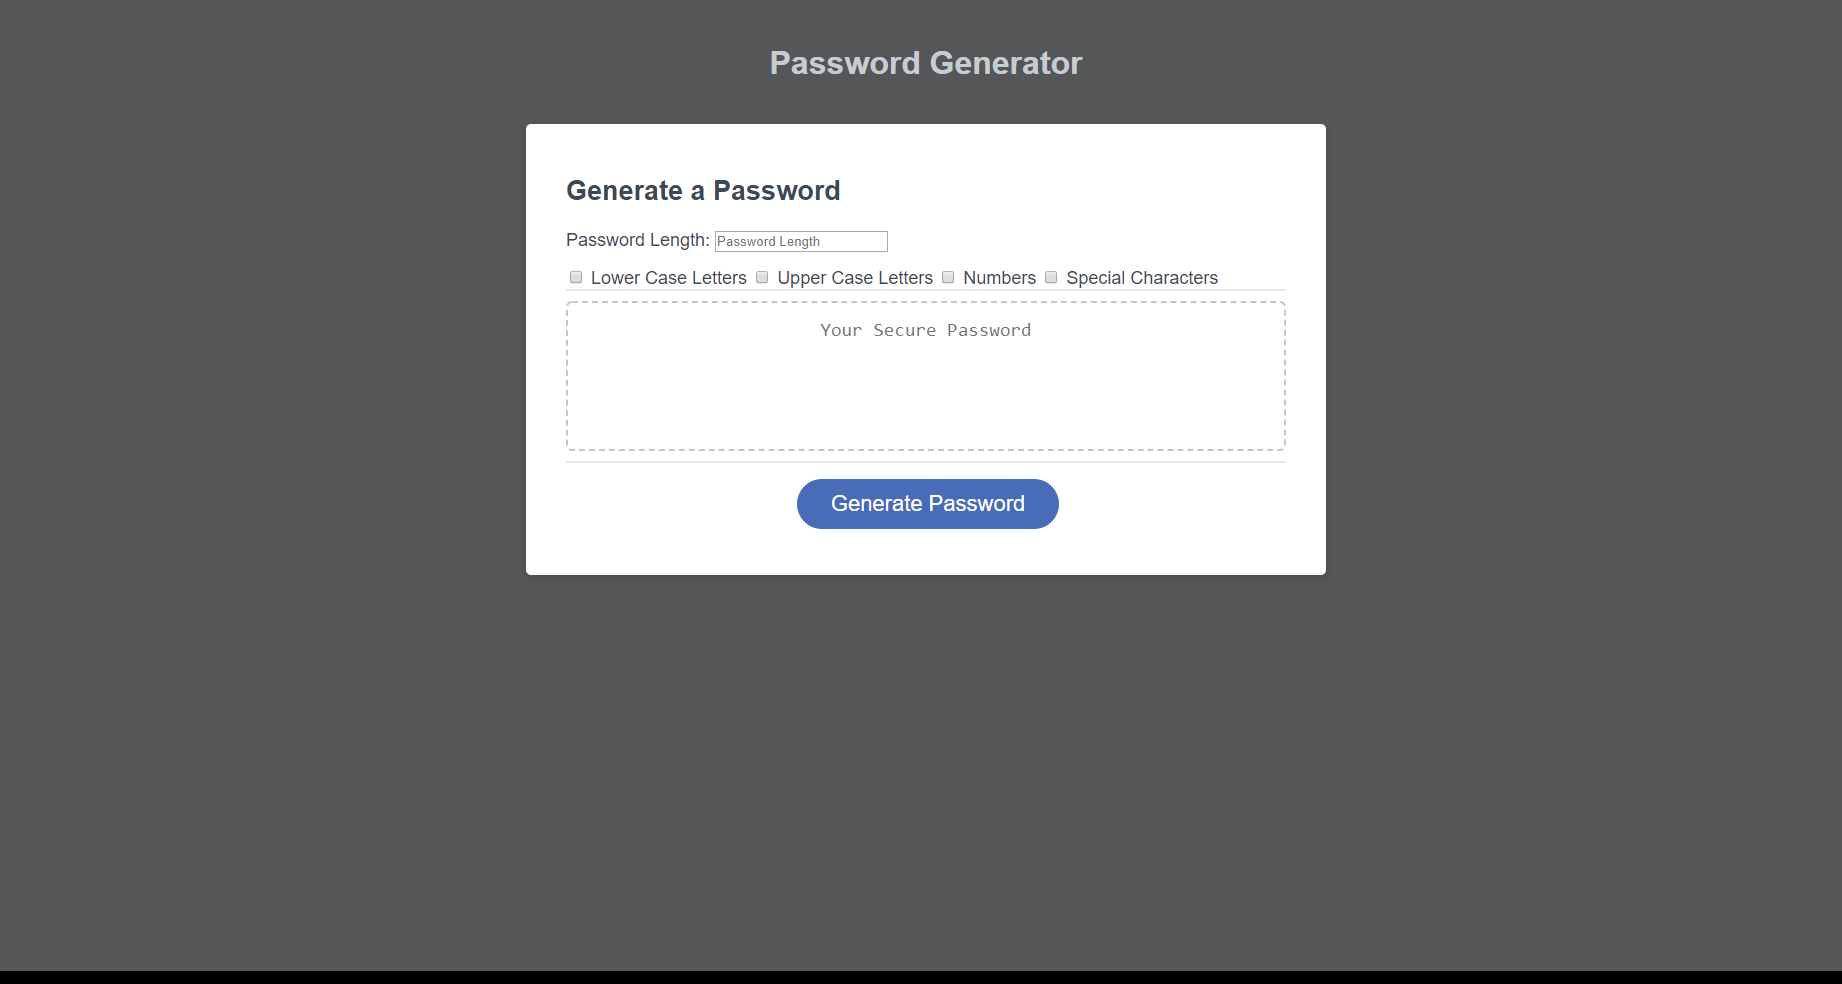 Password Generator
Generate a Password
Password Length: Password Length
Lower Case Letters Upper Case Letters Numbers Special Characters
Your Secure Password
Generate Password